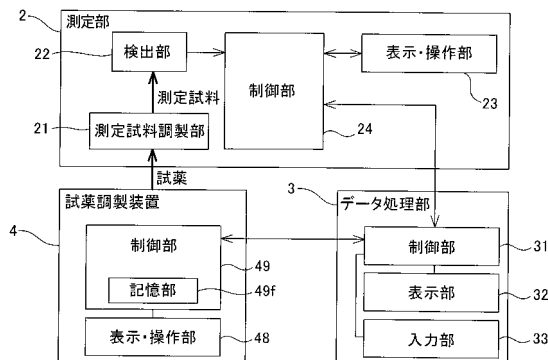 2
測定部
22
検出部
制御部
24
表示・操作部
23
測定試料
21
測定試料調製部
試薬
4
試薬調製装置
制御部
49
記憶部
49f
表示・操作部
48
3
データ処理部
制御部
31
表示部
32
入力部
33